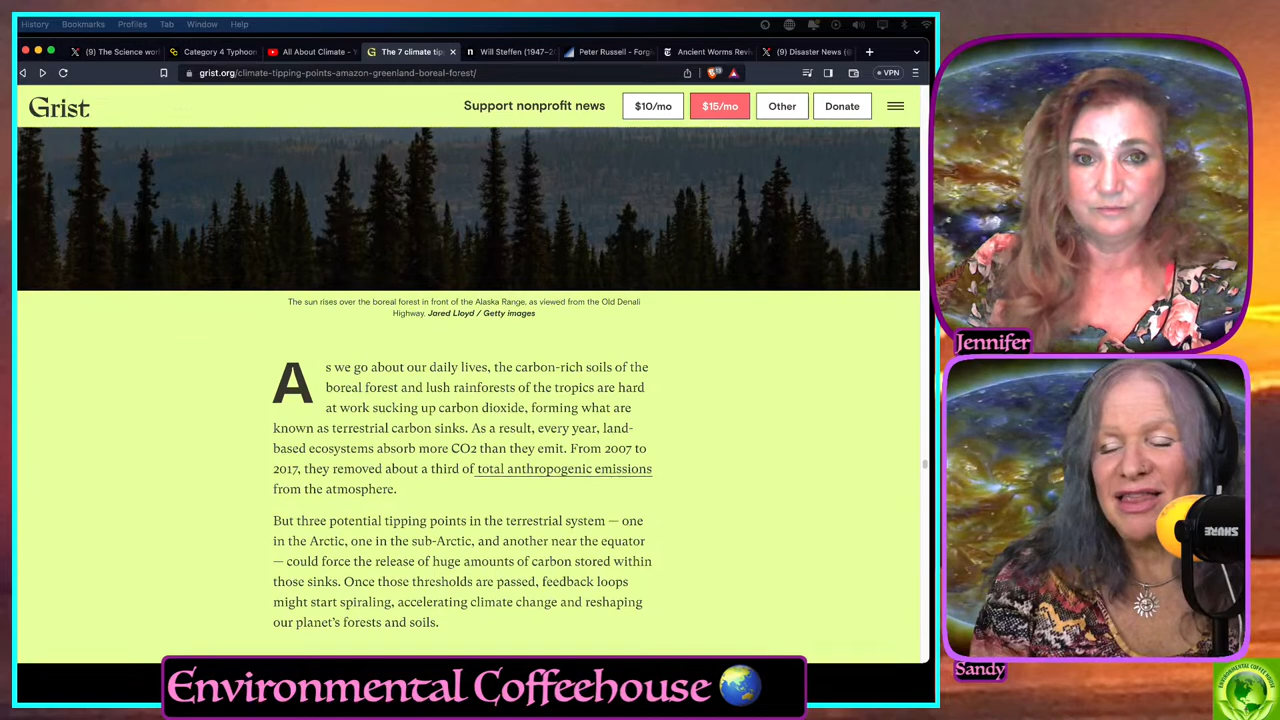 History Bookmarks Profiles Tab Window Help
(9) The Science wor
Category 4 Typhoon
All About Climate - Y
The 7 climate tip
Will Steffen (1947–2
Peter Russell - Forg
Ancient Worms Revi
(9) Disaster News (@
grist.org/climate-tipping-points-amazon-greenland-boreal-forest/
VPN
Grist
Support nonprofit news
$10/mo
$15/mo
Other
Donate
The sun rises over the boreal forest in front of the Alaska Range, as viewed from the Old Denali
Highway. Jared Lloyd / Getty images
As we go about our daily lives, the carbon-rich soils of the
boreal forest and lush rainforests of the tropics are hard
at work sucking up carbon dioxide, forming what are
known as terrestrial carbon sinks. As a result, every year, land-
based ecosystems absorb more CO2 than they emit. From 2007 to
2017, they removed about a third of total anthropogenic emissions
from the atmosphere.
But three potential tipping points in the terrestrial system — one
in the Arctic, one in the sub-Arctic, and another near the equator
— could force the release of huge amounts of carbon stored within
those sinks. Once those thresholds are passed, feedback loops
might start spiraling, accelerating climate change and reshaping
our planet's forests and soils.
Jennifer
SHURE
Sandy
Environmental Coffeehouse
ENVIRONMENTAL COFFEEHOUSE